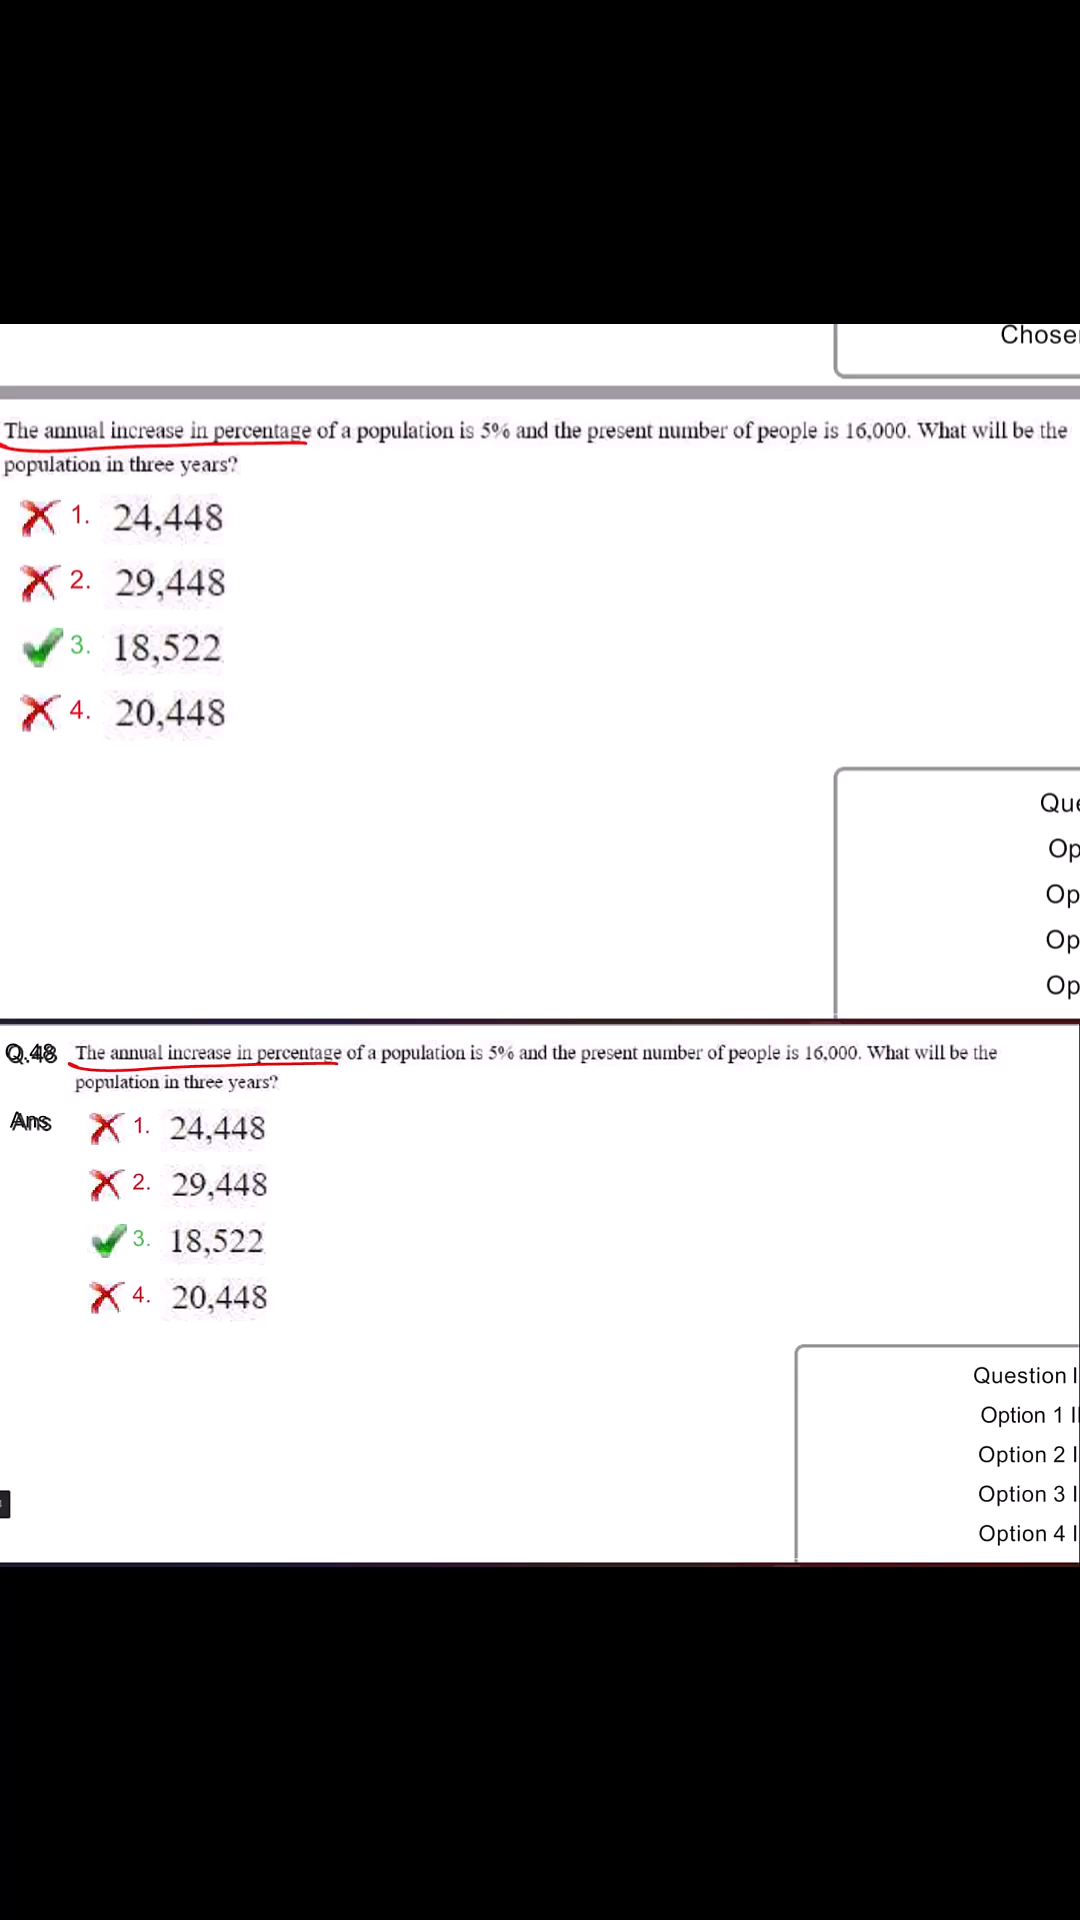 Chose
The annual increase in percentage of a population is 5% and the present number of people is 16,000. What will be the
population in three years?
1. 24,448
2. 29,448
3. 18,522
4. 20,448
Que
Op
Op
Op
Op
Q.48 The annual increase in percentage of a population is 5% and the present number of people is 16,000. What will be the
population in three years?
Ans 1. 24,448
2. 29,448
3. 18,522
4. 20,448
Question I
Option 1 I
Option 2 I
Option 3 I
Option 4 I